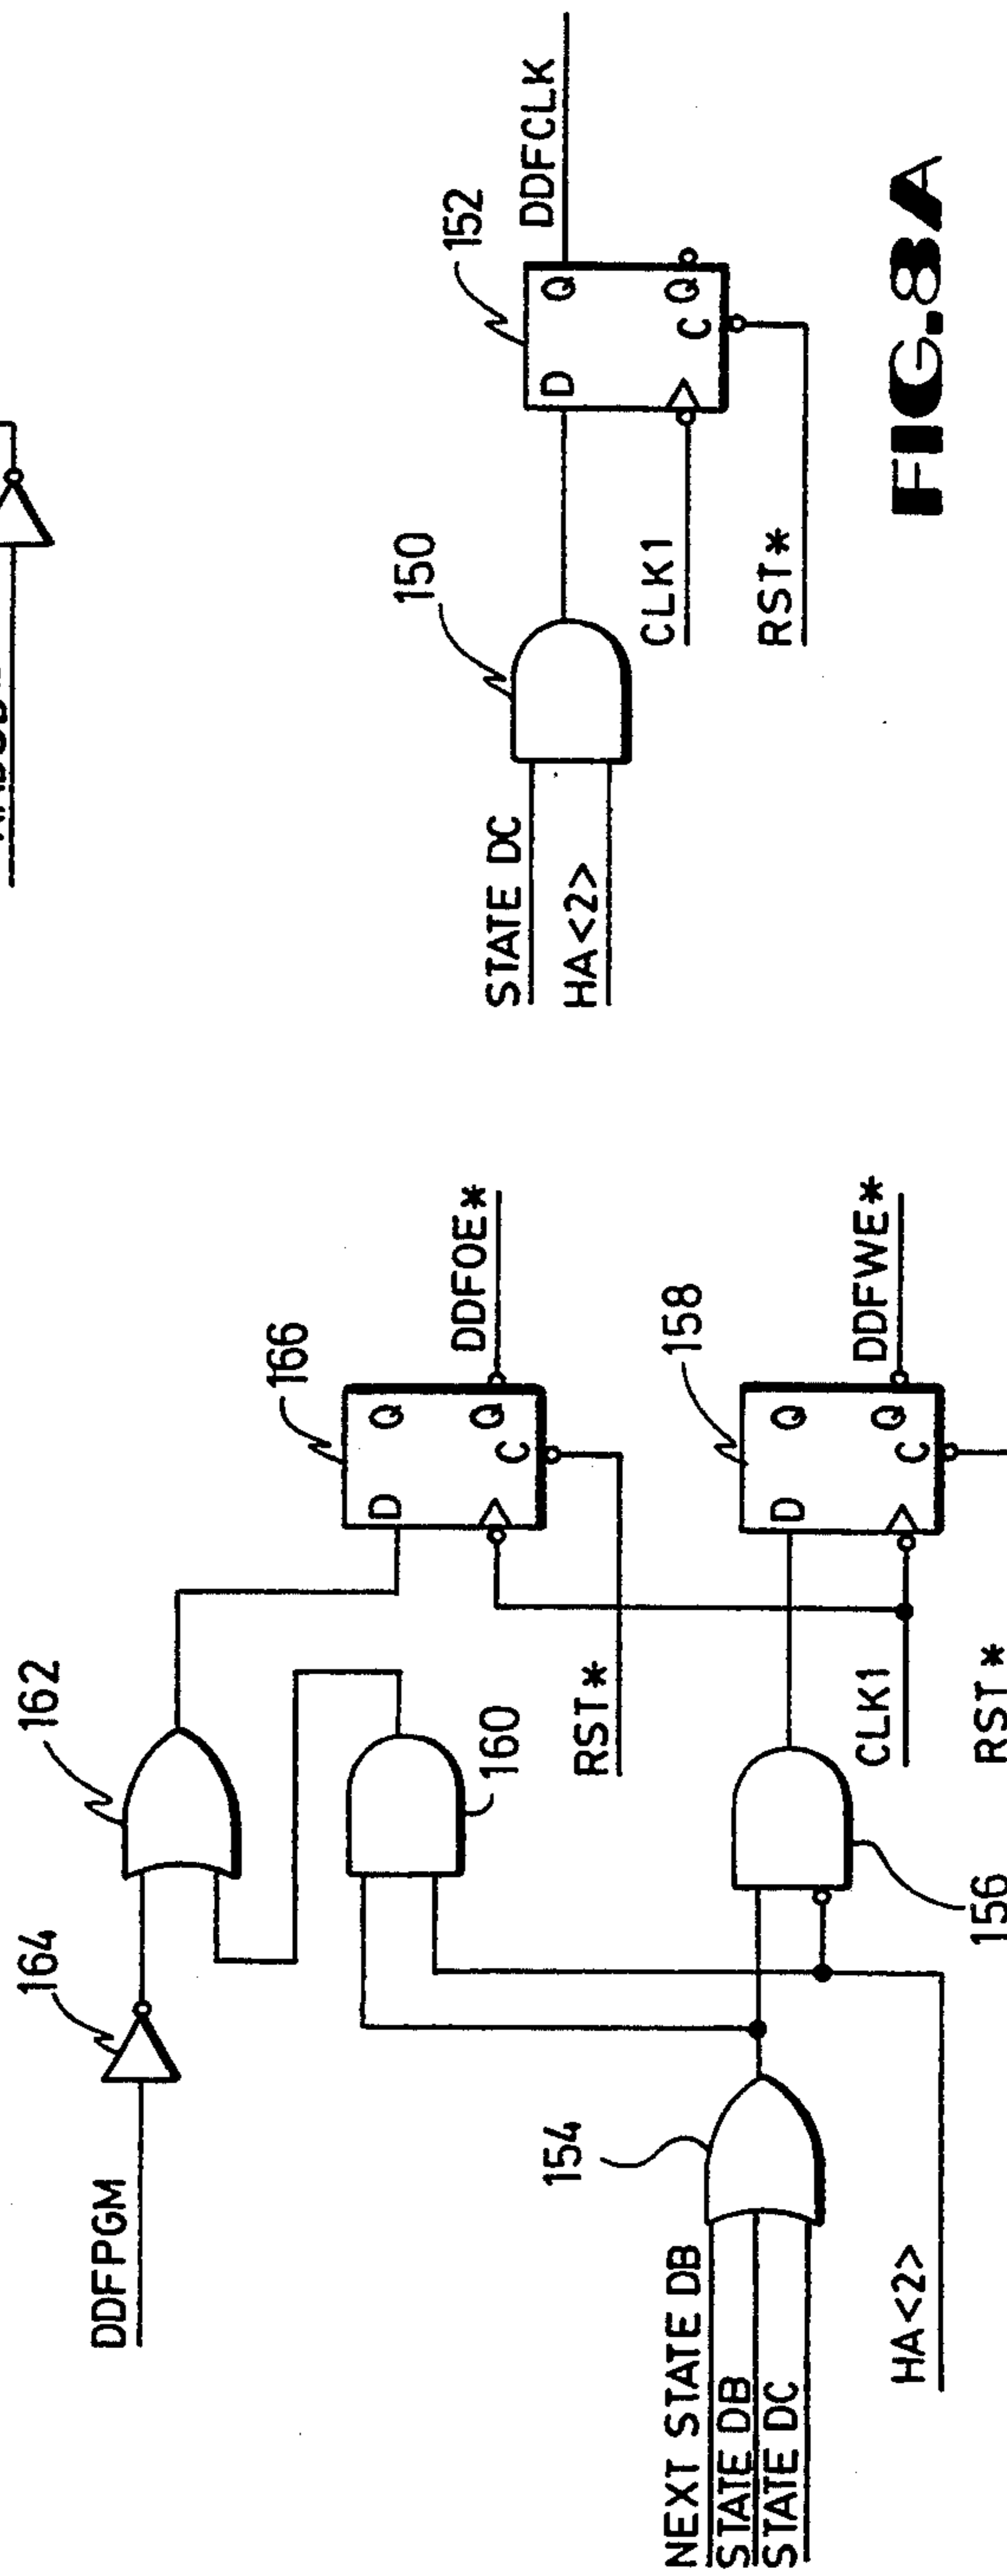 DDFPGM
164
162
166
D
Q
Q
C
DDFOE*
160
RST*
NEXT STATE DB
STATE DB
STATE DC
154
HA<2>
156
158
D
Q
Q
C
DDFWE*
CLK1
RST*
STATE DC
HA<2>
150
152
D
Q
Q
C
DDFCLK
CLK1
RST*
FIG.8A